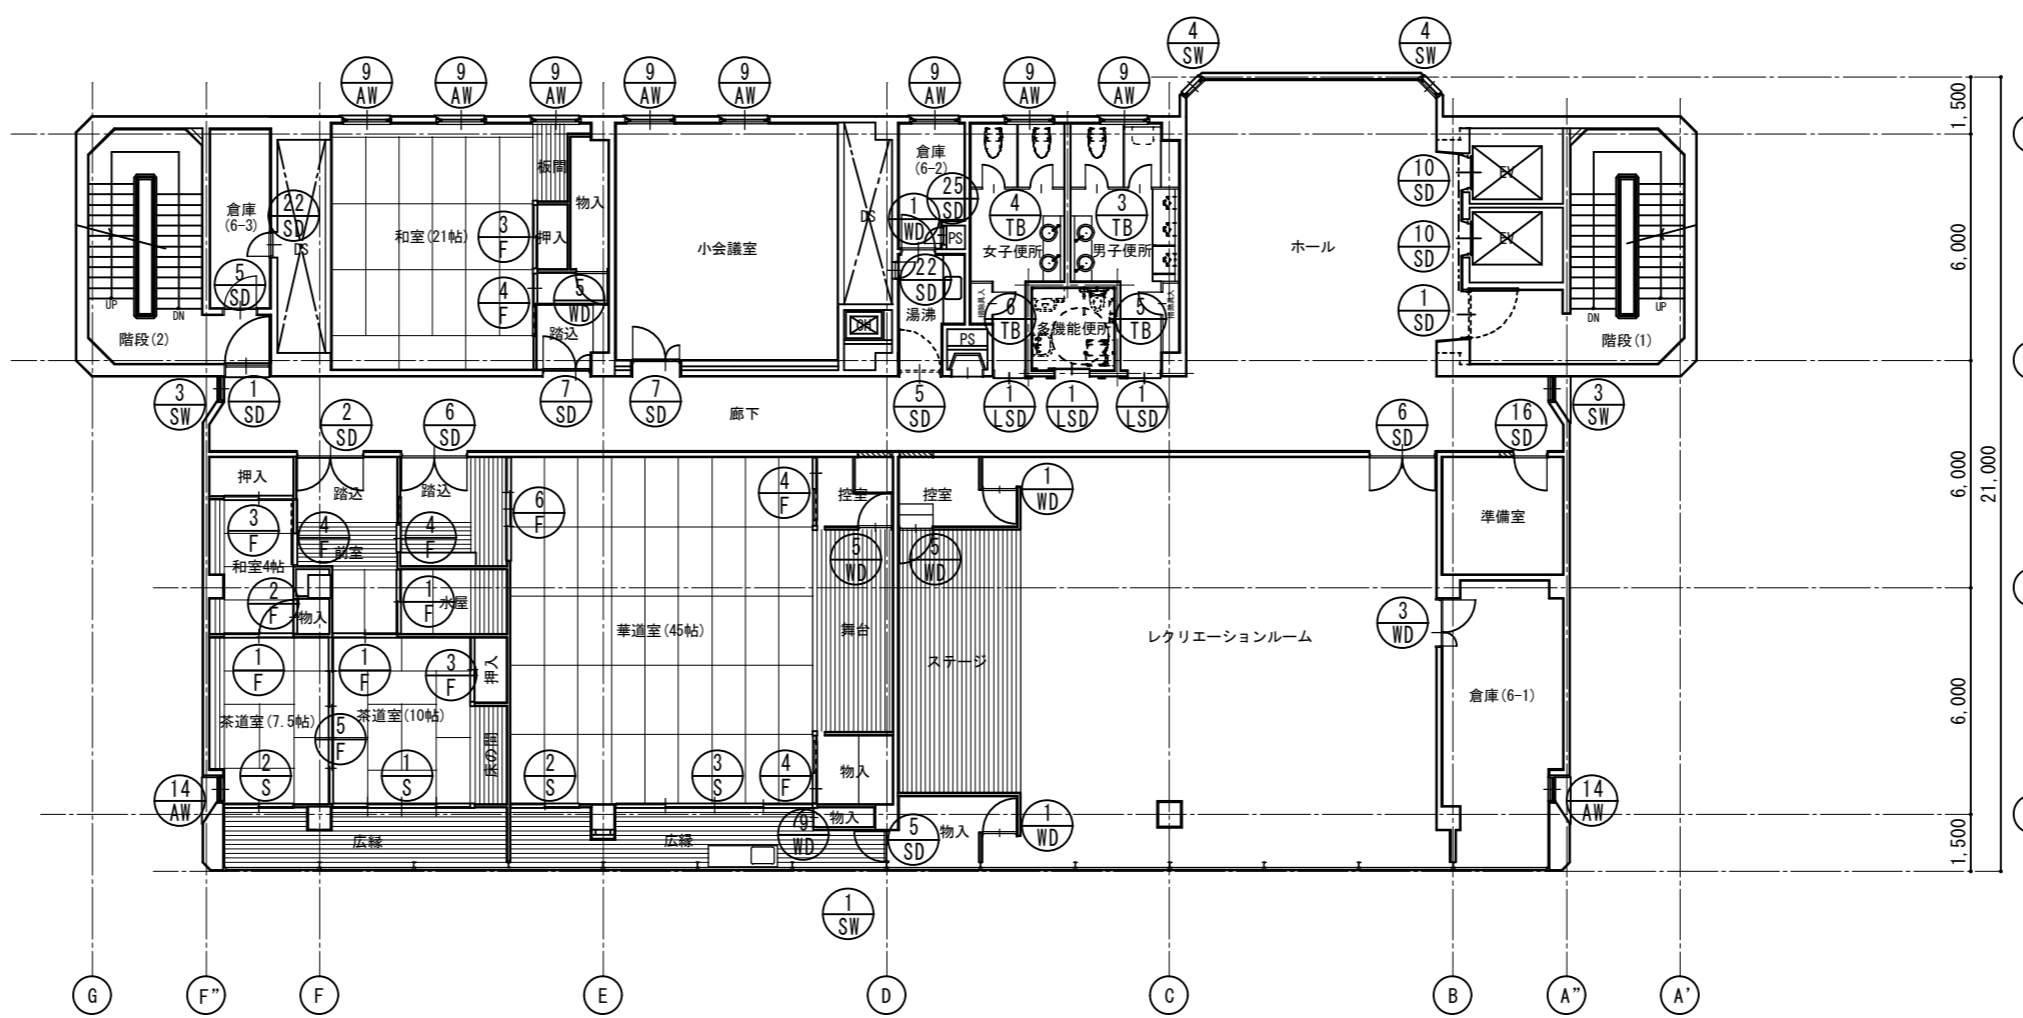 4
SW
4
SW
9
AW
9
AW
9
AW
9
AW
9
AW
9
AW
9
AW
9
AW
1,500
倉庫
(6-3)
22
SD
DS
和室(21帖)
3
F
板間
物入
押入
4
F
5
WD
踏込
小会議室
DS
倉庫
(6-2)
25
SD
1
WD
PS
22
SD
湯沸
PS
4
TB
女子便所
3
TB
男子便所
6
TB
多機能便所
5
TB
ホール
10
SD
EV
10
SD
EV
1
SD
6,000
UP
DN
階段(2)
5
SD
DN
UP
階段(1)
3
SW
1
SD
2
SD
6
SD
7
SD
7
SD
廊下
5
SD
1
LSD
1
LSD
1
LSD
6
SD
16
SD
3
SW
押入
踏込
踏込
3
F
4
F
前室
4
F
6
F
4
F
控室
控室
1
WD
準備室
6,000
21,000
和室4帖
2
F
物入
1
F
水屋
華道室(45帖)
5
WD
舞台
5
WD
ステージ
レクリエーションルーム
3
WD
1
F
1
F
3
F
押入
茶道室(7.5帖)
5
F
茶道室(10帖)
床の間
倉庫(6-1)
6,000
14
AW
2
S
1
S
2
S
3
S
4
F
物入
14
AW
広縁
広縁
9
WD
物入
5
SD
物入
1
WD
1,500
1
SW
G
F"
F
E
D
C
B
A"
A'